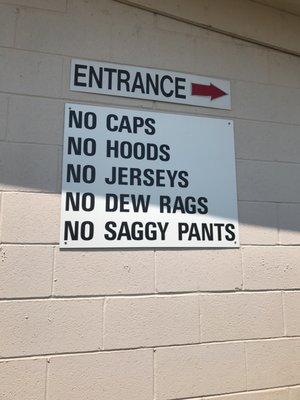 ENTRANCE
NO CAPS
NO HOODS
NO JERSEYS
NO DEW RAGS
NO SAGGY PANTS